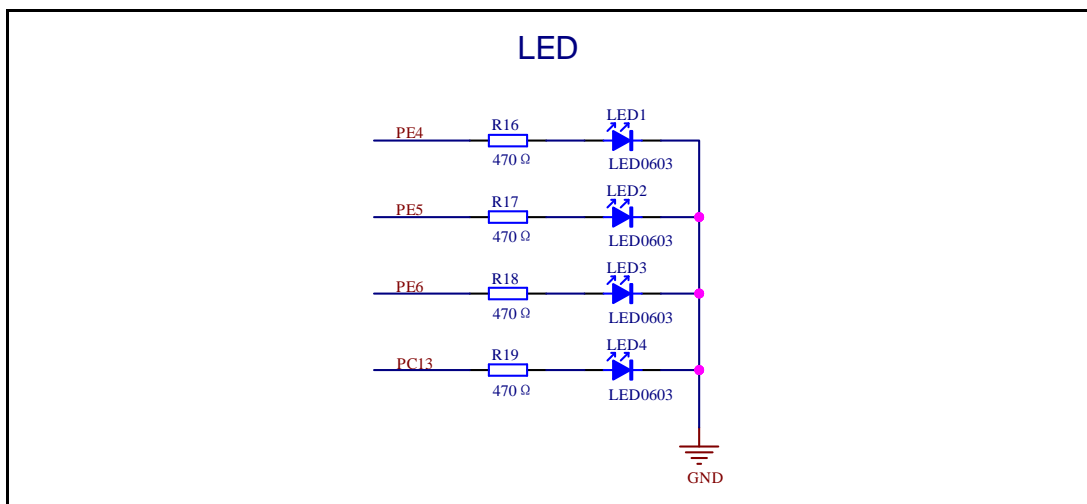 LED
LED1
PE4
R16
470 Ω
LED0603
LED2
PE5
R17
470 Ω
LED0603
LED3
PE6
R18
470 Ω
LED0603
LED4
PC13
R19
470 Ω
LED0603
GND